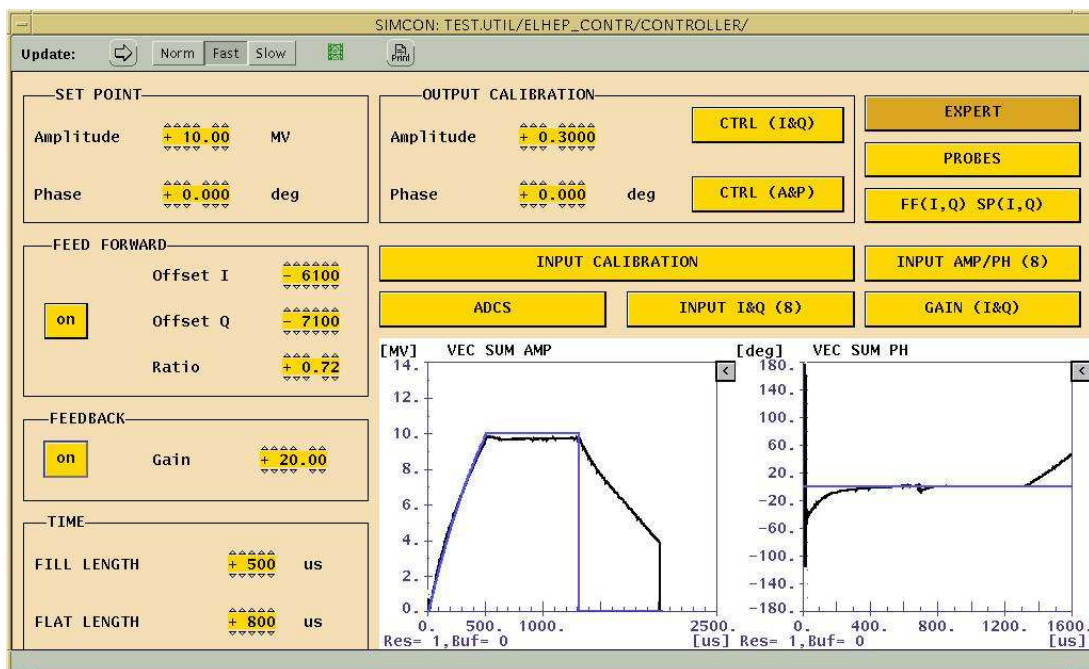 SIMCON: TEST.UTIL/ELHEP_CONTR/CONTROLLER/
Update: Norm Fast Slow Print
SET POINT
Amplitude + 10.00 MV
Phase + 0.000 deg
OUTPUT CALIBRATION
Amplitude + 0.3000
Phase + 0.000 deg
CTRL (I&Q)
CTRL (A&P)
EXPERT
PROBES
FF(I,Q) SP(I,Q)
FEED FORWARD
on
Offset I - 6100
Offset Q - 7100
Ratio + 0.72
INPUT CALIBRATION
INPUT AMP/PH (8)
ADCS
INPUT I&Q (8)
GAIN (I&Q)
FEEDBACK
on
Gain + 20.00
TIME
FILL LENGTH + 500 us
FLAT LENGTH + 800 us
[MV] VEC SUM AMP
<
14.
12.
10.
8.
6.
4.
2.
0.
0. 500. 1000. 2500.
Res= 1,Buf= 0 [us]
[deg] VEC SUM PH
<
180.
140.
100.
60.
20.
-20.
-60.
-100.
-140.
-180.
0. 400. 800. 1200. 1600.
Res= 1,Buf= 0 [us]